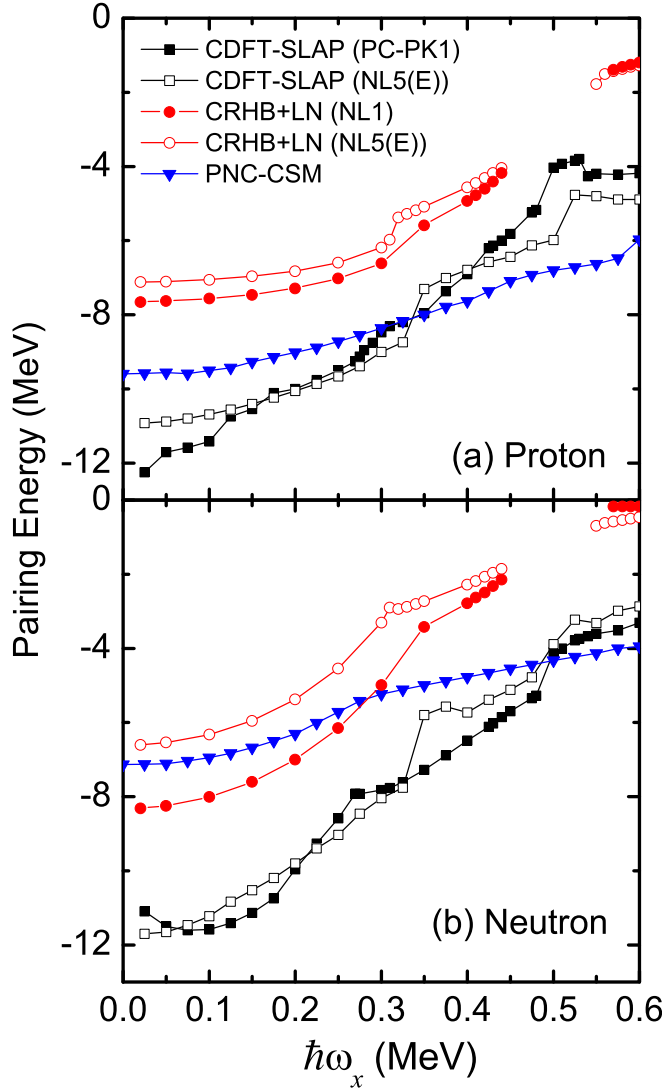 CDFT-SLAP (PC-PK1)
CDFT-SLAP (NL5(E))
CRHB+LN (NL1)
CRHB+LN (NL5(E))
PNC-CSM
-4
-8
-12
(a) Proton
Pairing Energy (MeV)
0
-4
-8
-12
(b) Neutron
0.0 0.1 0.2 0.3 0.4 0.5 0.6
ℏωₓ (MeV)